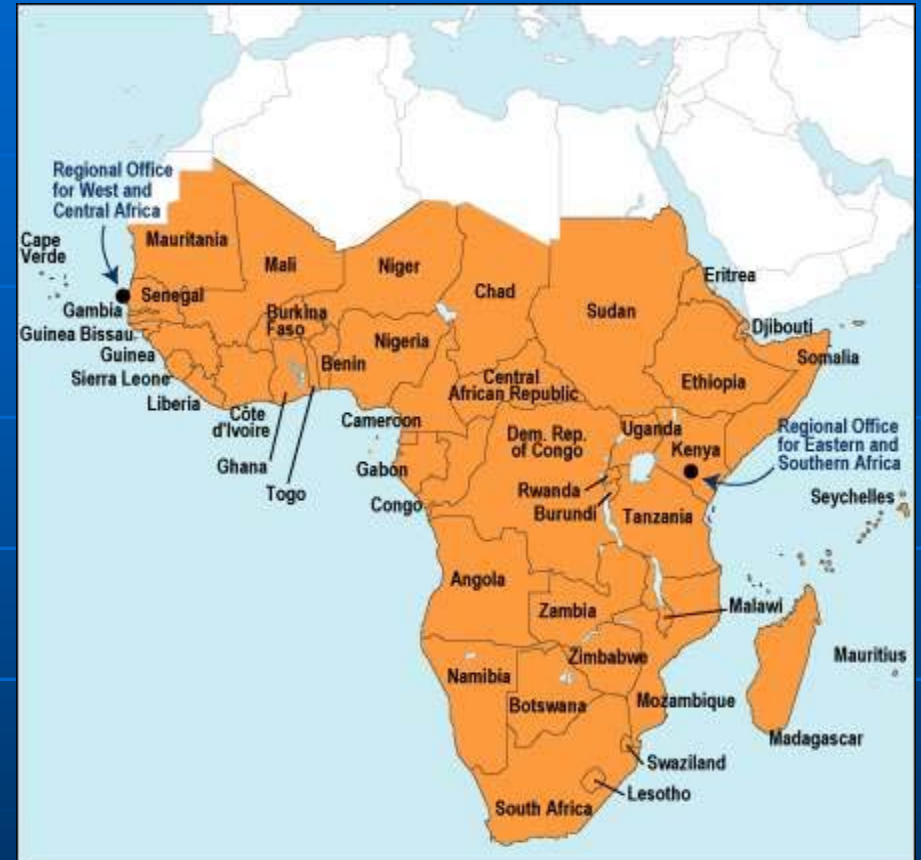 Regional Office
for West and
Central Africa
Cape
Verde
Mauritania
Mali
Niger
Chad
Sudan
Eritrea
Senegal
Gambia
Burkina
Faso
Djibouti
Guinea Bissau
Nigeria
Guinea
Benin
Somalia
Sierra Leone
Central
African Republic
Ethiopia
Liberia
Côte
d'Ivoire
Cameroon
Dem. Rep.
of Congo
Uganda
Kenya
Regional Office
for Eastern and
Southern Africa
Ghana
Gabon
Togo
Congo
Rwanda
Burundi
Tanzania
Seychelles
Angola
Zambia
Malawi
Zimbabwe
Mauritius
Namibia
Botswana
Mozambique
Madagascar
Swaziland
Lesotho
South Africa